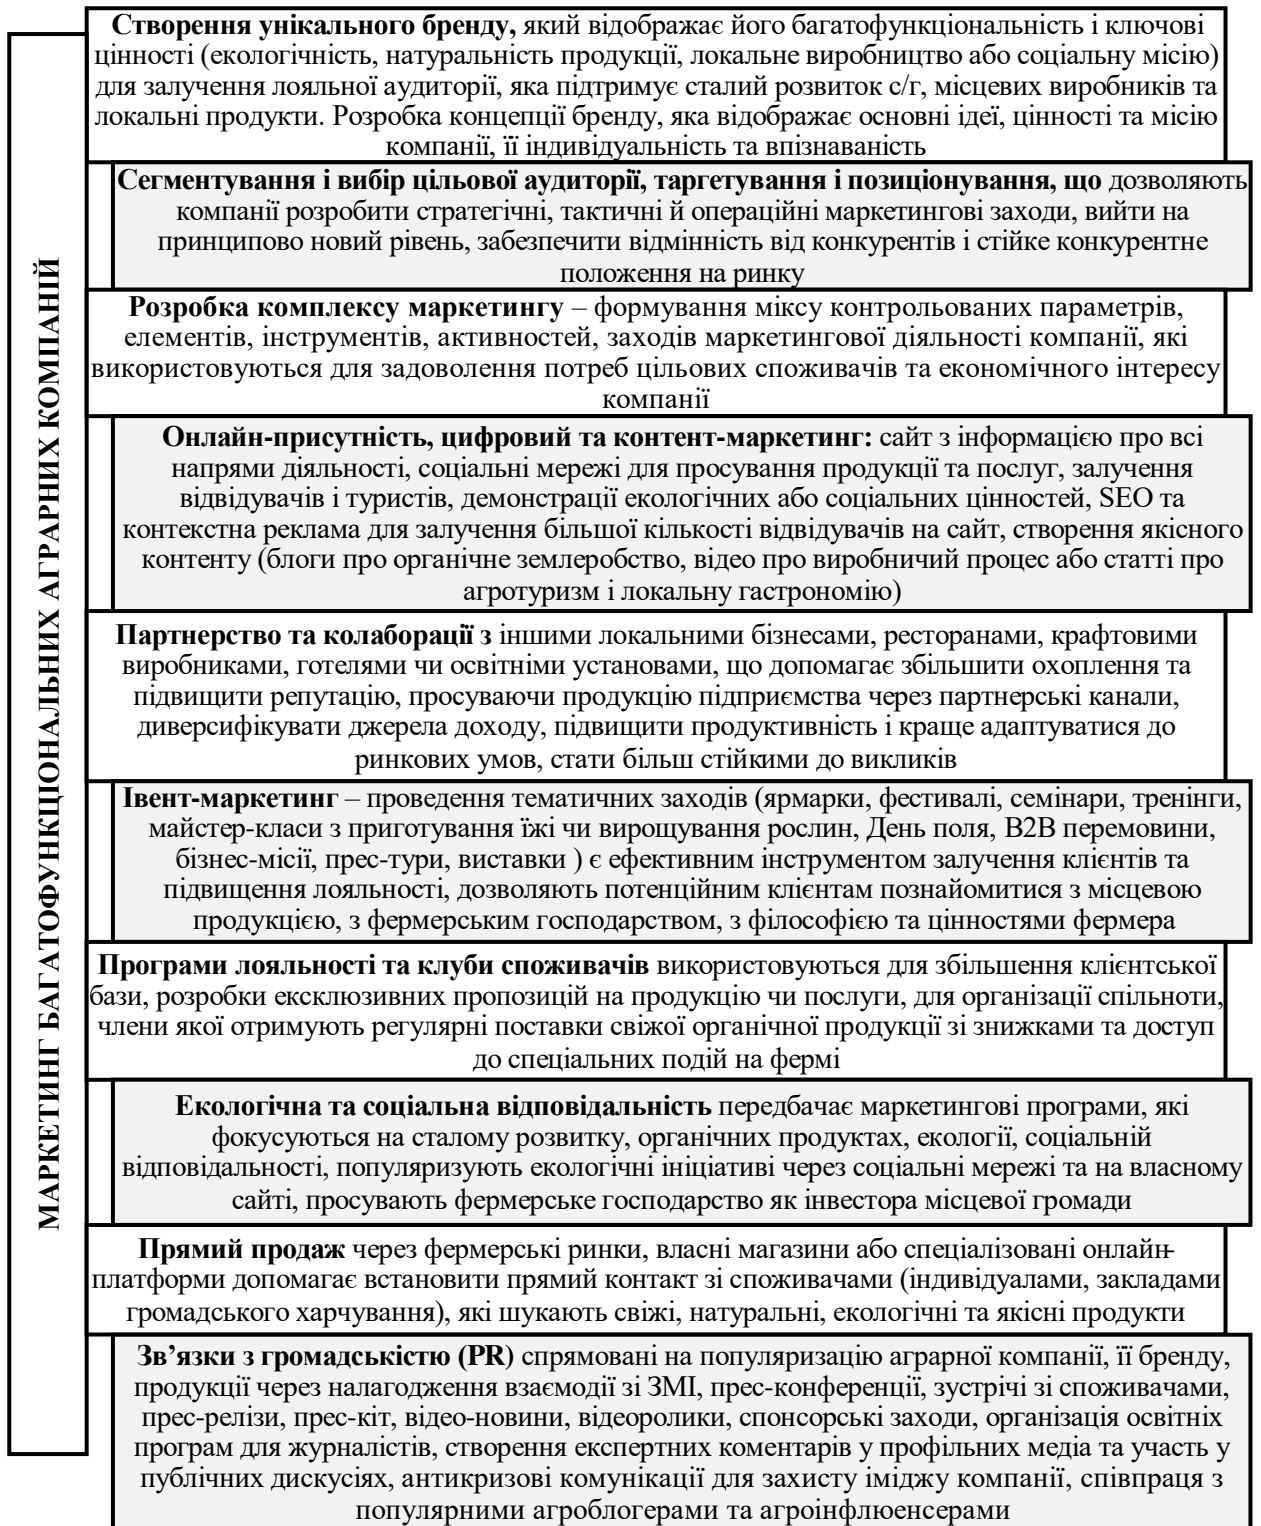 МАРКЕТИНГ БАГАТОФУНКЦІОНАЛЬНИХ АГРАРНИХ КОМПАНІЙ
Створення унікального бренду, який відображає його багатофункціональність і ключові
цінності (екологічність, натуральність продукції, локальне виробництво або соціальну місію)
для залучення лояльної аудиторії, яка підтримує сталий розвиток с/г, місцевих виробників та
локальні продукти. Розробка концепції бренду, яка відображає основні ідеї, цінності та місію
компанії, її індивідуальність та впізнаваність
Сегментування і вибір цільової аудиторії, таргетування і позиціонування, що дозволяють
компанії розробити стратегічні, тактичні й операційні маркетингові заходи, вийти на
принципово новий рівень, забезпечити відмінність від конкурентів і стійке конкурентне
положення на ринку
Розробка комплексу маркетингу – формування міксу контрольованих параметрів,
елементів, інструментів, активностей, заходів маркетингової діяльності компанії, які
використовуються для задоволення потреб цільових споживачів та економічного інтересу
компанії
Онлайн-присутність, цифровий та контент-маркетинг: сайт з інформацією про всі
напрями діяльності, соціальні мережі для просування продукції та послуг, залучення
відвідувачів і туристів, демонстрації екологічних або соціальних цінностей, SEO та
контекстна реклама для залучення більшої кількості відвідувачів на сайт, створення якісного
контенту (блоги про органічне землеробство, відео про виробничий процес або статті про
агротуризм і локальну гастрономію)
Партнерство та колаборації з іншими локальними бізнесами, ресторанами, крафтовими
виробниками, готелями чи освітніми установами, що допомагає збільшити охоплення та
підвищити репутацію, просуваючи продукцію підприємства через партнерські канали,
диверсифікувати джерела доходу, підвищити продуктивність і краще адаптуватися до
ринкових умов, стати більш стійкими до викликів
Івент-маркетинг – проведення тематичних заходів (ярмарки, фестивалі, семінари, тренінги,
майстер-класи з приготування їжі чи вирощування рослин, День поля, B2B перемовини,
бізнес-місії, прес-тури, виставки ) є ефективним інструментом залучення клієнтів та
підвищення лояльності, дозволяють потенційним клієнтам познайомитися з місцевою
продукцією, з фермерським господарством, з філософією та цінностями фермера
Програми лояльності та клуби споживачів використовуються для збільшення клієнтської
бази, розробки ексклюзивних пропозицій на продукцію чи послуги, для організації спільноти,
члени якої отримують регулярні поставки свіжої органічної продукції зі знижками та доступ
до спеціальних подій на фермі
Екологічна та соціальна відповідальність передбачає маркетингові програми, які
фокусуються на сталому розвитку, органічних продуктах, екології, соціальній
відповідальності, популяризують екологічні ініціативі через соціальні мережі та на власному
сайті, просувають фермерське господарство як інвестора місцевої громади
Прямий продаж через фермерські ринки, власні магазини або спеціалізовані онлайн-
платформи допомагає встановити прямий контакт зі споживачами (індивідуалами, закладами
громадського харчування), які шукають свіжі, натуральні, екологічні та якісні продукти
Зв’язки з громадськістю (PR) спрямовані на популяризацію аграрної компанії, її бренду,
продукції через налагодження взаємодії зі ЗМІ, прес-конференції, зустрічі зі споживачами,
прес-релізи, прес-кіт, відео-новини, відеоролики, спонсорські заходи, організація освітніх
програм для журналістів, створення експертних коментарів у профільних медіа та участь у
публічних дискусіях, антикризові комунікації для захисту іміджу компанії, співпраця з
популярними агроблогерами та агроінфлюенсерами